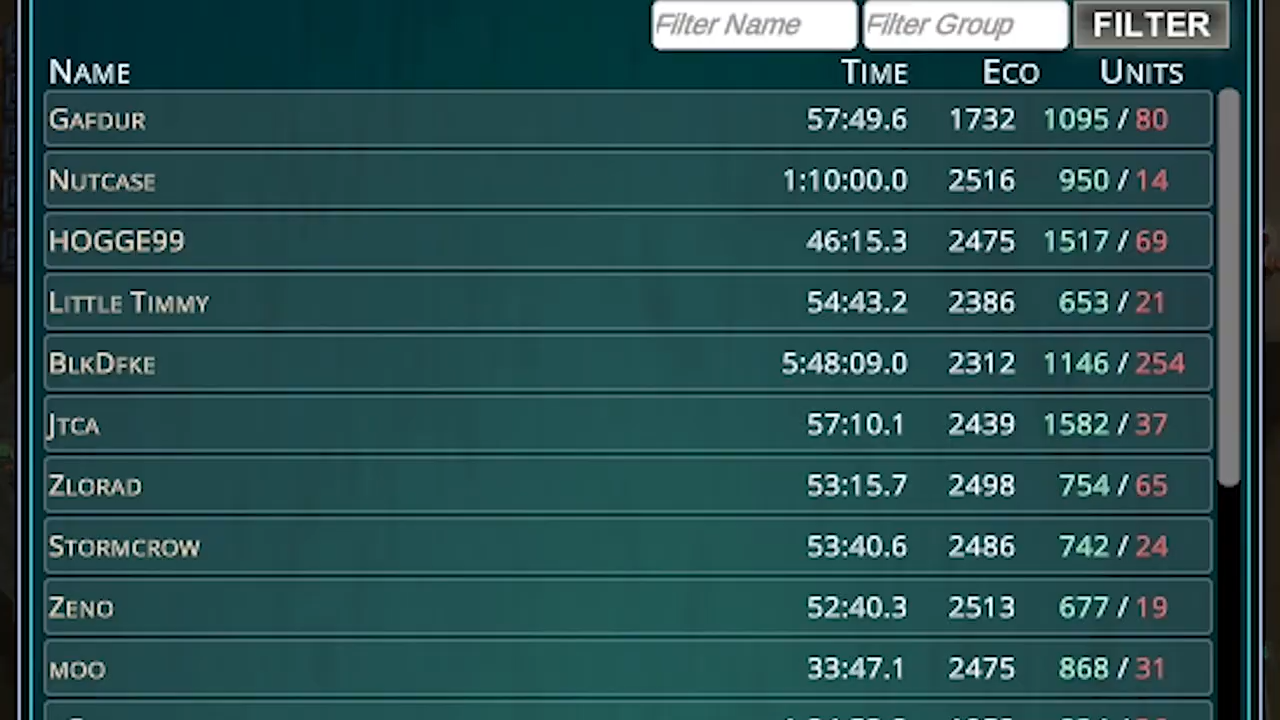 Filter Name Filter Group FILTER
NAME TIME ECO UNITS
GAFDUR 57:49.6 1732 1095 / 80
NUTCASE 1:10:00.0 2516 950 / 14
HOGGE99 46:15.3 2475 1517 / 69
LITTLE TIMMY 54:43.2 2386 653 / 21
BLKDFKE 5:48:09.0 2312 1146 / 254
JTCA 57:10.1 2439 1582 / 37
ZLORAD 53:15.7 2498 754 / 65
STORMCROW 53:40.6 2486 742 / 24
ZENO 52:40.3 2513 677 / 19
MOO 33:47.1 2475 868 / 31